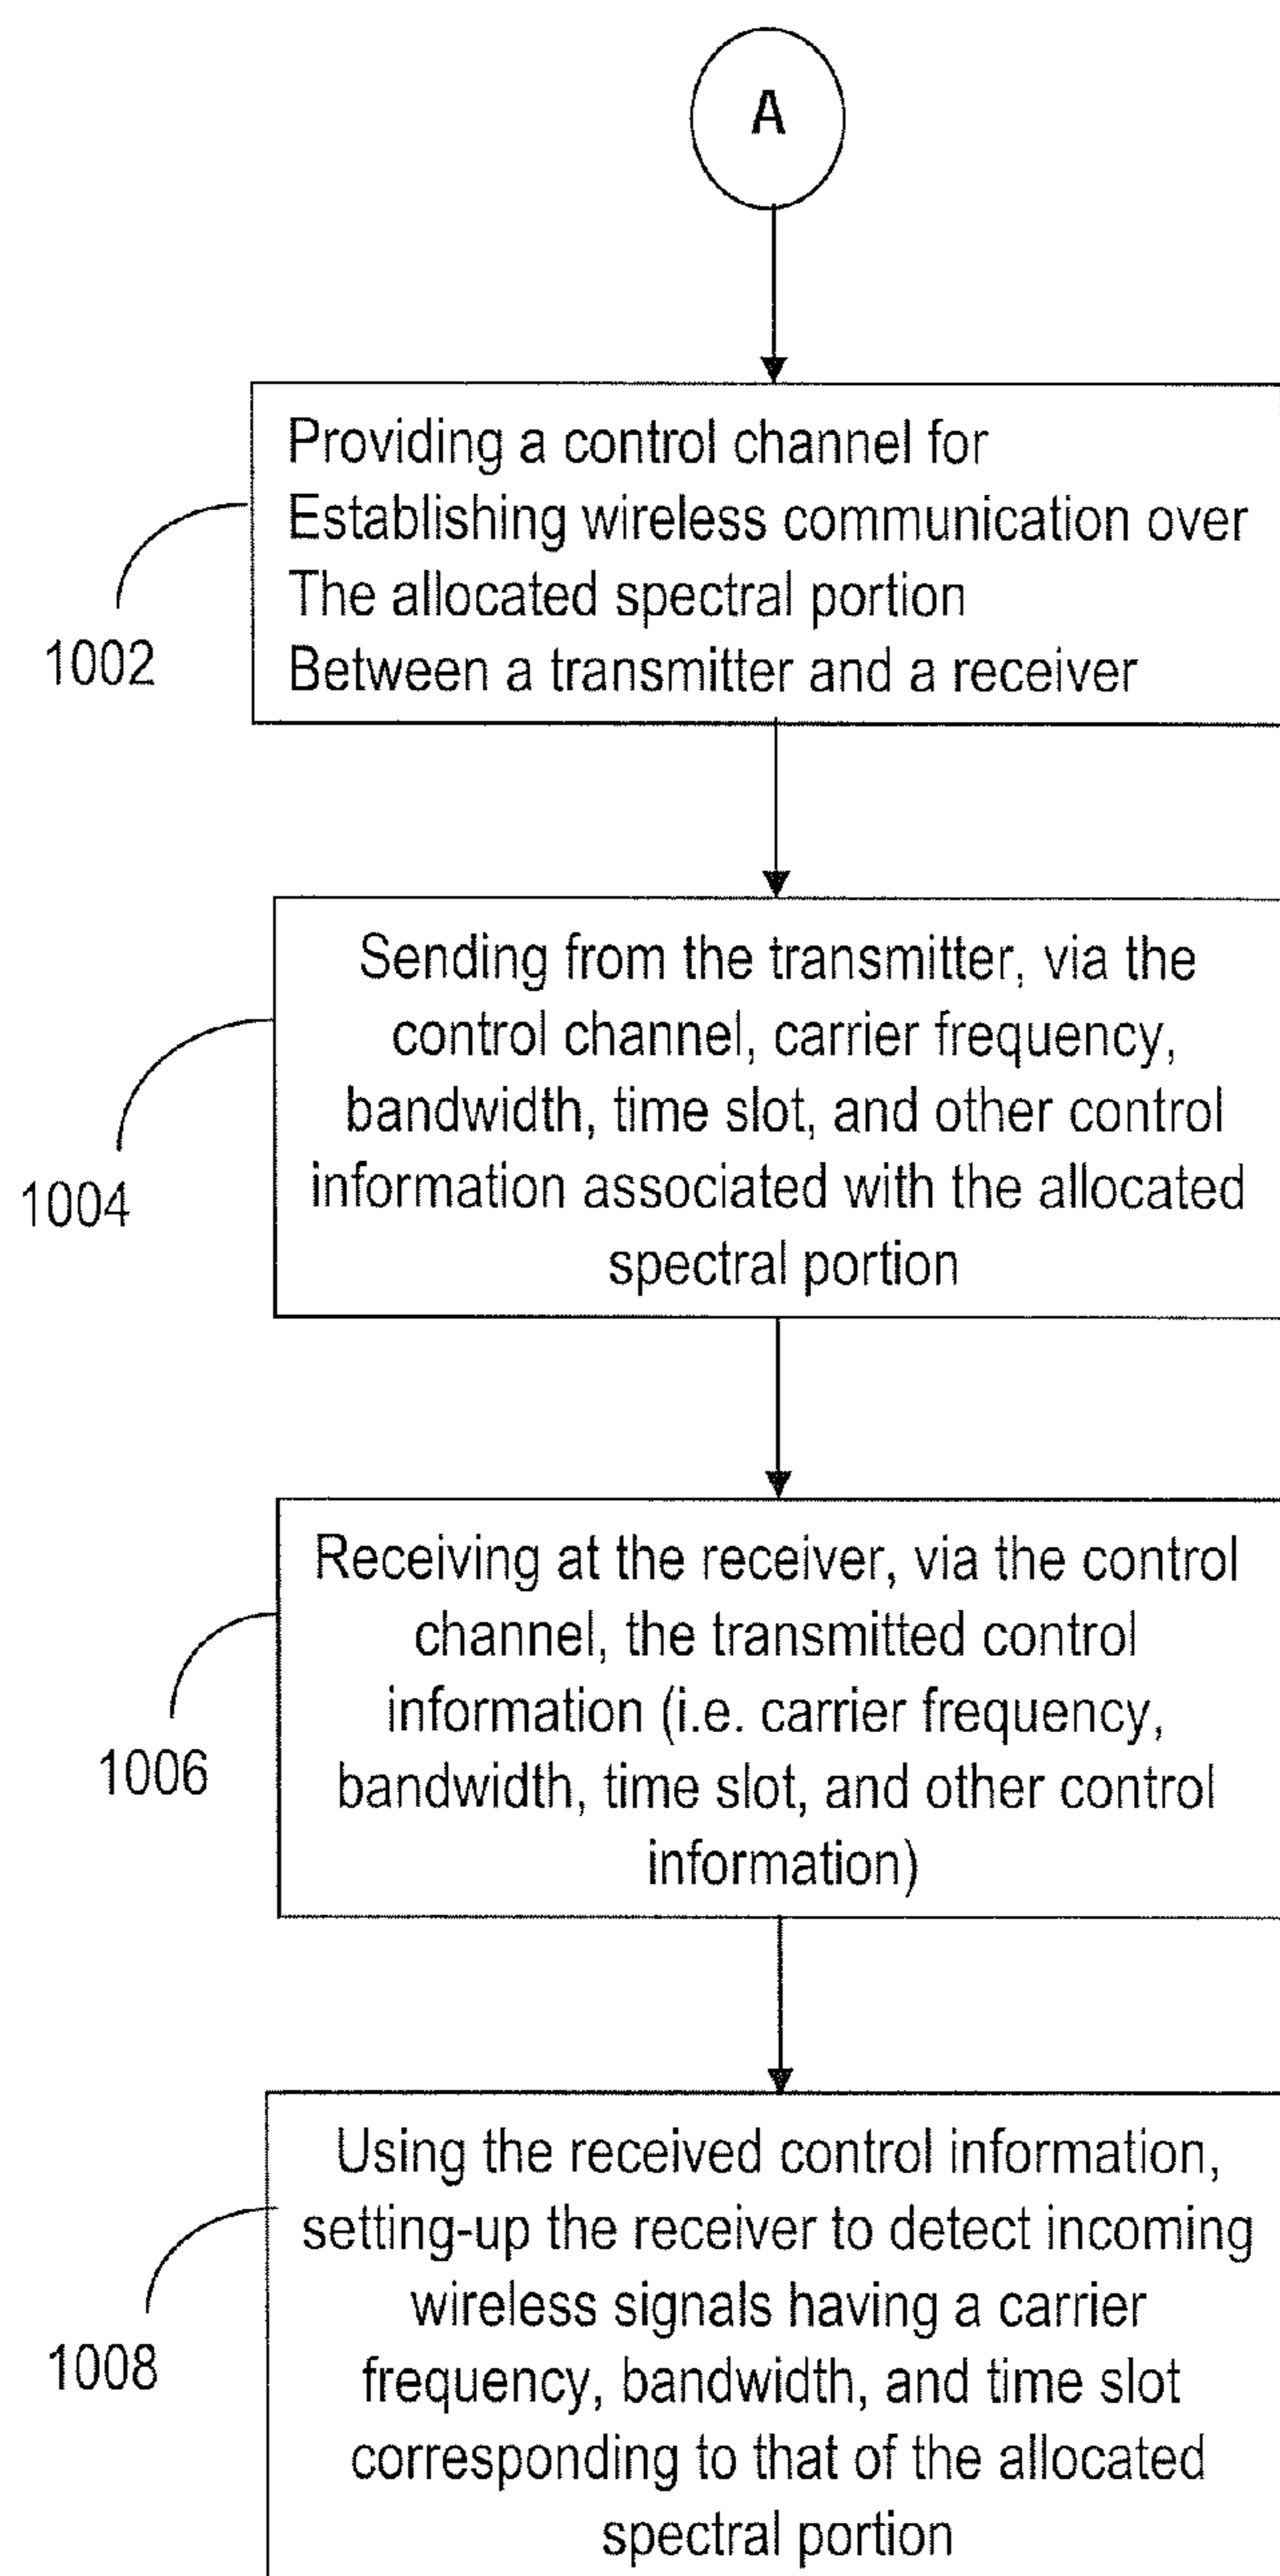 A
Providing a control channel for
Establishing wireless communication over
The allocated spectral portion
Between a transmitter and a receiver
1002
Sending from the transmitter, via the
control channel, carrier frequency,
bandwidth, time slot, and other control
information associated with the allocated
spectral portion
1004
Receiving at the receiver, via the control
channel, the transmitted control
information (i.e. carrier frequency,
bandwidth, time slot, and other control
information)
1006
Using the received control information,
setting-up the receiver to detect incoming
wireless signals having a carrier
frequency, bandwidth, and time slot
corresponding to that of the allocated
spectral portion
1008